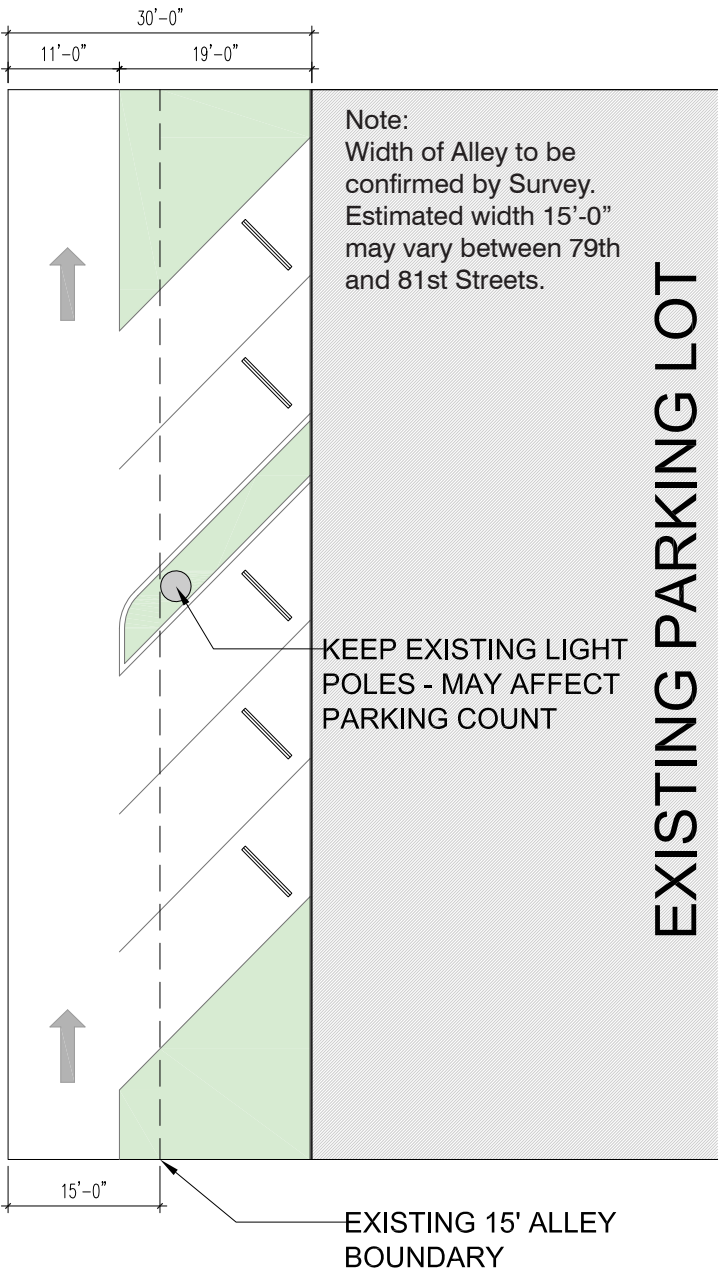 30'-0"
11'-0"
19'-0"
Note:
Width of Alley to be
confirmed by Survey.
Estimated width 15'-0”
may vary between 79th
and 81st Streets.
EXISTING PARKING LOT
KEEP EXISTING LIGHT
POLES - MAY AFFECT
PARKING COUNT
15'-0"
EXISTING 15' ALLEY
BOUNDARY